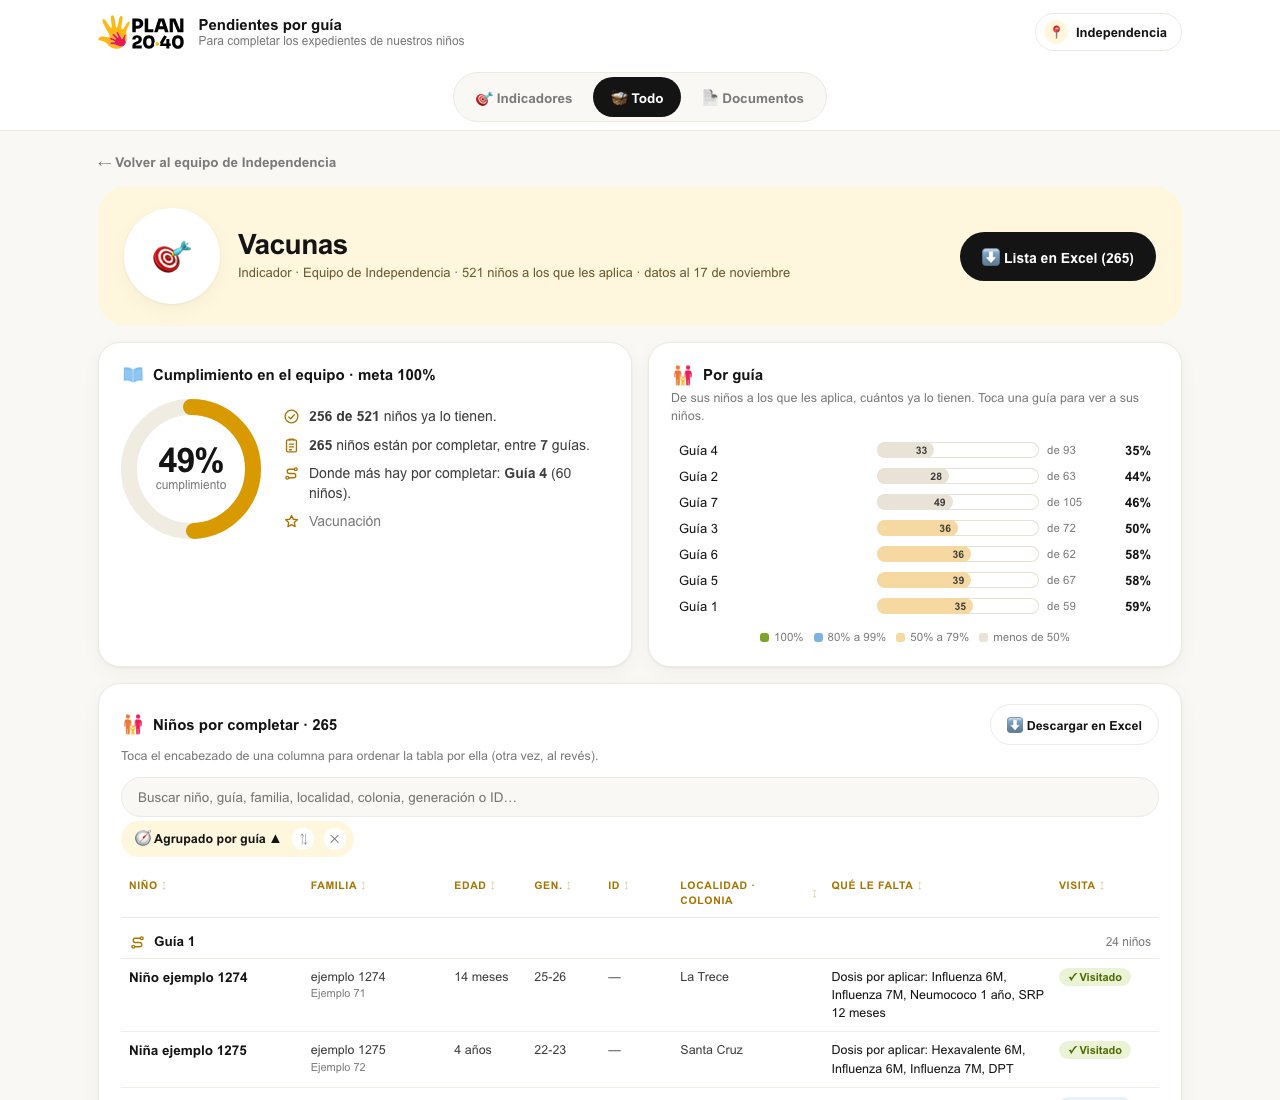 PLAN
20·40
Pendientes por guía
Para completar los expedientes de nuestros niños
Independencia
Indicadores
Todo
Documentos
← Volver al equipo de Independencia
Vacunas
Indicador · Equipo de Independencia · 521 niños a los que les aplica · datos al 17 de noviembre
Lista en Excel (265)
Cumplimiento en el equipo · meta 100%
49%
cumplimiento
256 de 521 niños ya lo tienen.
265 niños están por completar, entre 7 guías.
Donde más hay por completar: Guía 4 (60
niños).
Vacunación
Por guía
De sus niños a los que les aplica, cuántos ya lo tienen. Toca una guía para ver a sus
niños.
Guía 4 33 de 93 35%
Guía 2 28 de 63 44%
Guía 7 49 de 105 46%
Guía 3 36 de 72 50%
Guía 6 36 de 62 58%
Guía 5 39 de 67 58%
Guía 1 35 de 59 59%
100% 80% a 99% 50% a 79% menos de 50%
Niños por completar · 265
Descargar en Excel
Toca el encabezado de una columna para ordenar la tabla por ella (otra vez, al revés).
Buscar niño, guía, familia, localidad, colonia, generación o ID…
Agrupado por guía ▲ ⇅ ✕
NIÑO ↕ FAMILIA ↕ EDAD ↕ GEN. ↕ ID ↕ LOCALIDAD · ↕ QUÉ LE FALTA ↕ VISITA ↕
COLONIA
Guía 1 24 niños
Niño ejemplo 1274 ejemplo 1274 14 meses 25-26 — La Trece Dosis por aplicar: Influenza 6M, ✓ Visitado
Ejemplo 71 Influenza 7M, Neumococo 1 año, SRP
12 meses
Niña ejemplo 1275 ejemplo 1275 4 años 22-23 — Santa Cruz Dosis por aplicar: Hexavalente 6M, ✓ Visitado
Ejemplo 72 Influenza 6M, Influenza 7M, DPT